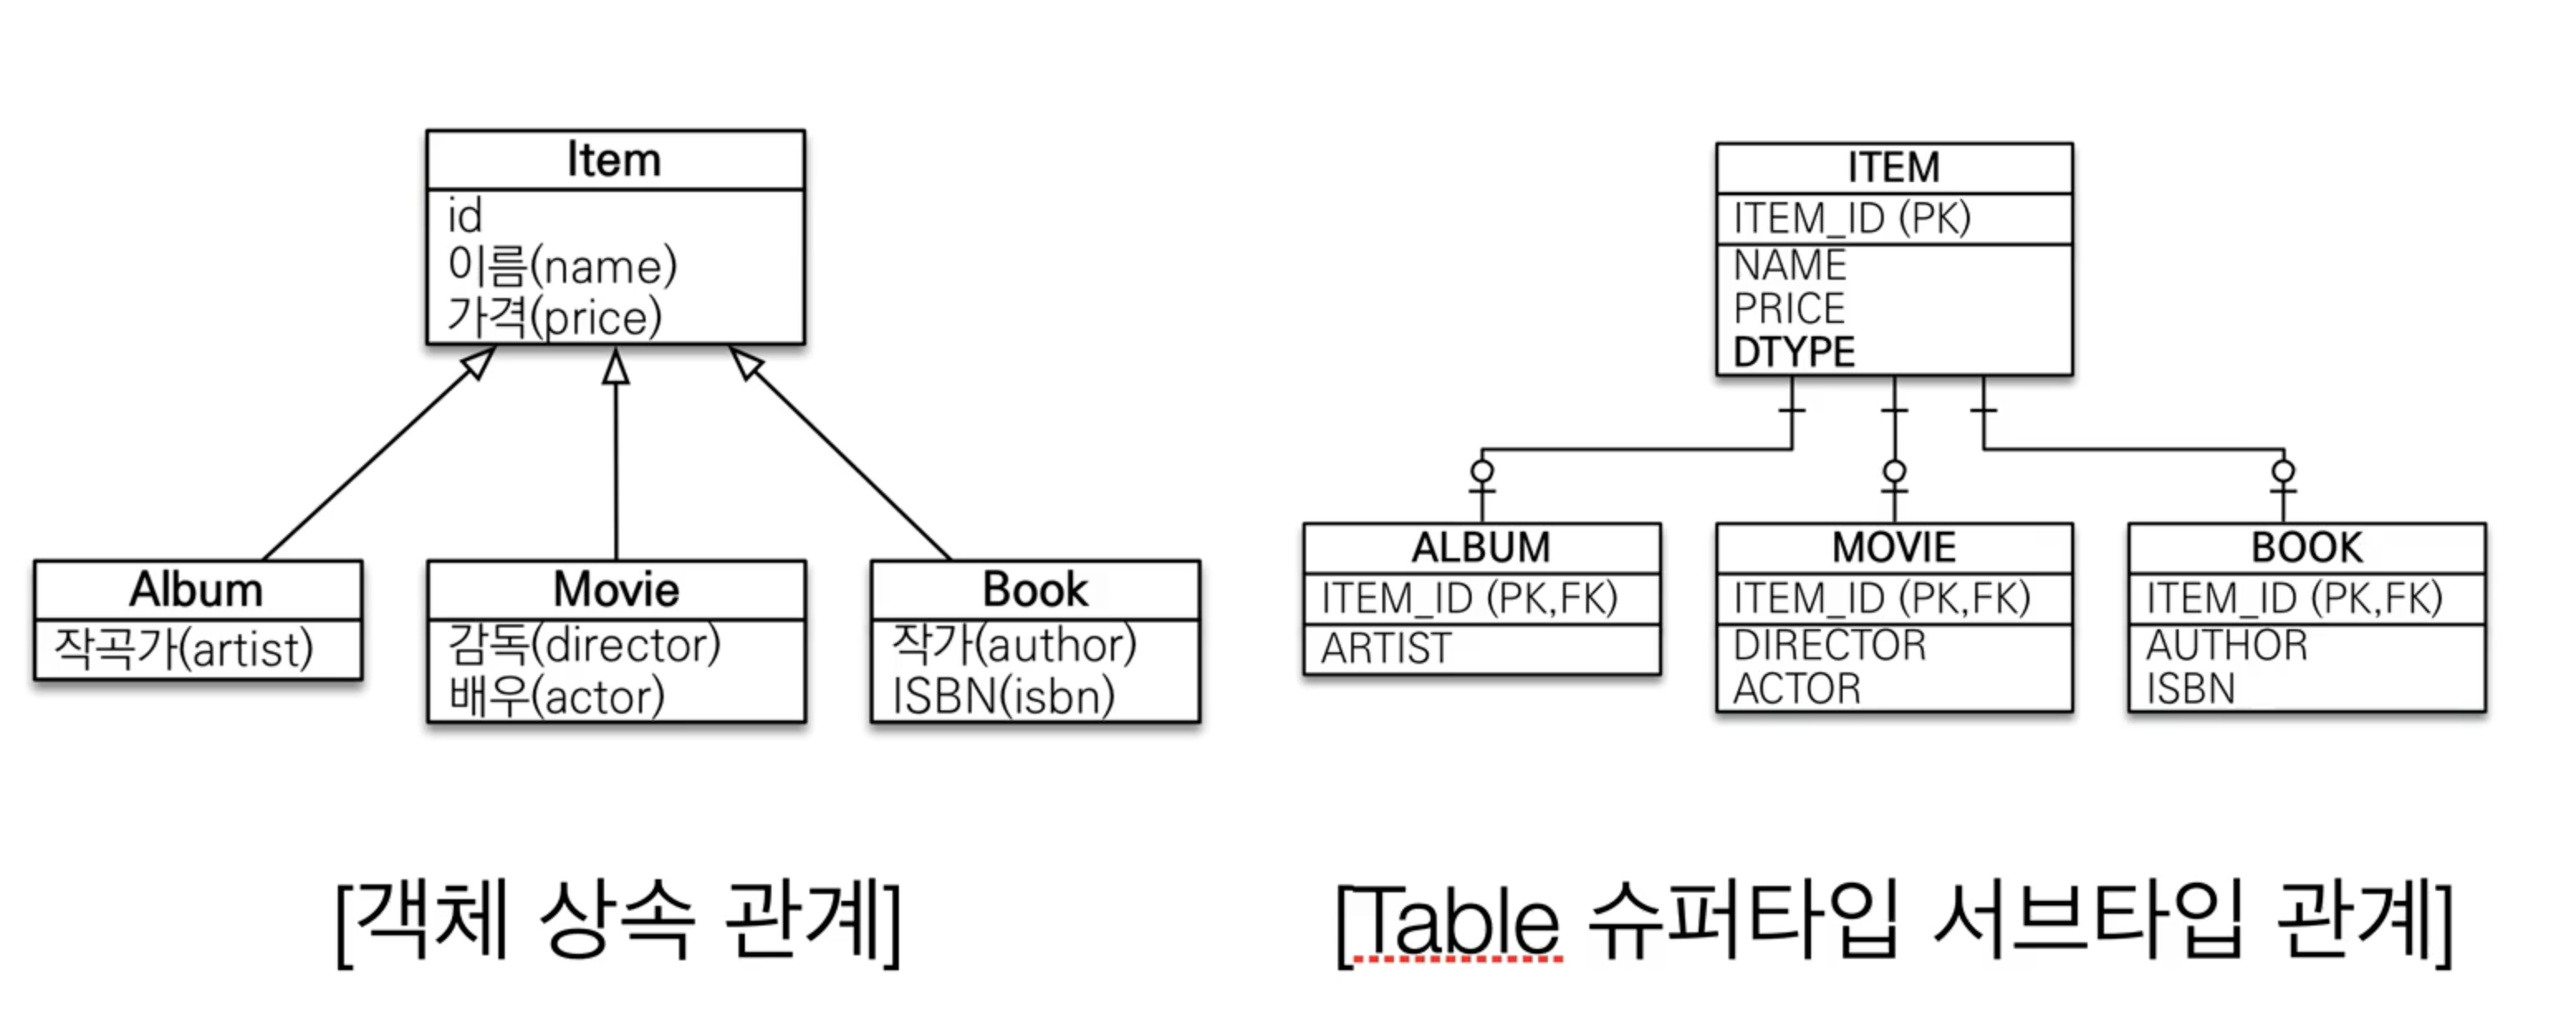 Item
id
이름(name)
가격(price)
Album
작곡가(artist)
Movie
감독(director)
배우(actor)
Book
작가(author)
ISBN(isbn)
[객체 상속 관계]
ITEM
ITEM_ID (PK)
NAME
PRICE
DTYPE
ALBUM
ITEM_ID (PK,FK)
ARTIST
MOVIE
ITEM_ID (PK,FK)
DIRECTOR
ACTOR
BOOK
ITEM_ID (PK,FK)
AUTHOR
ISBN
[Table 슈퍼타입 서브타입 관계]